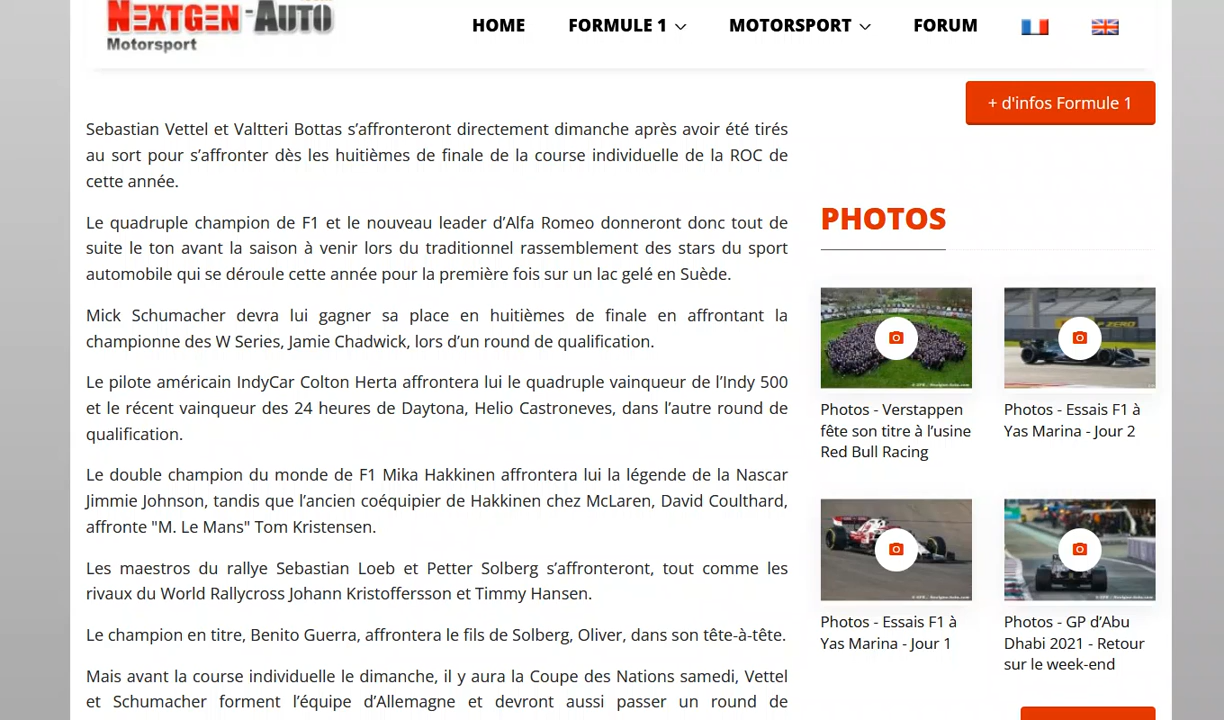 NEXTGEN-AUTO
Motorsport
HOME
FORMULE 1
MOTORSPORT
FORUM
+ d'infos Formule 1
Sebastian Vettel et Valtteri Bottas s’affronteront directement dimanche après avoir été tirés
au sort pour s’affronter dès les huitièmes de finale de la course individuelle de la ROC de
cette année.
Le quadruple champion de F1 et le nouveau leader d’Alfa Romeo donneront donc tout de
suite le ton avant la saison à venir lors du traditionnel rassemblement des stars du sport
automobile qui se déroule cette année pour la première fois sur un lac gelé en Suède.
Mick Schumacher devra lui gagner sa place en huitièmes de finale en affrontant la
championne des W Series, Jamie Chadwick, lors d’un round de qualification.
Le pilote américain IndyCar Colton Herta affrontera lui le quadruple vainqueur de l’Indy 500
et le récent vainqueur des 24 heures de Daytona, Helio Castroneves, dans l’autre round de
qualification.
Le double champion du monde de F1 Mika Hakkinen affrontera lui la légende de la Nascar
Jimmie Johnson, tandis que l’ancien coéquipier de Hakkinen chez McLaren, David Coulthard,
affronte "M. Le Mans" Tom Kristensen.
Les maestros du rallye Sebastian Loeb et Petter Solberg s’affronteront, tout comme les
rivaux du World Rallycross Johann Kristoffersson et Timmy Hansen.
Le champion en titre, Benito Guerra, affrontera le fils de Solberg, Oliver, dans son tête-à-tête.
Mais avant la course individuelle le dimanche, il y aura la Coupe des Nations samedi, Vettel
et Schumacher forment l’équipe d’Allemagne et devront aussi passer un round de
PHOTOS
Photos - Verstappen
fête son titre à l’usine
Red Bull Racing
Photos - Essais F1 à
Yas Marina - Jour 2
Photos - Essais F1 à
Yas Marina - Jour 1
Photos - GP d’Abu
Dhabi 2021 - Retour
sur le week-end